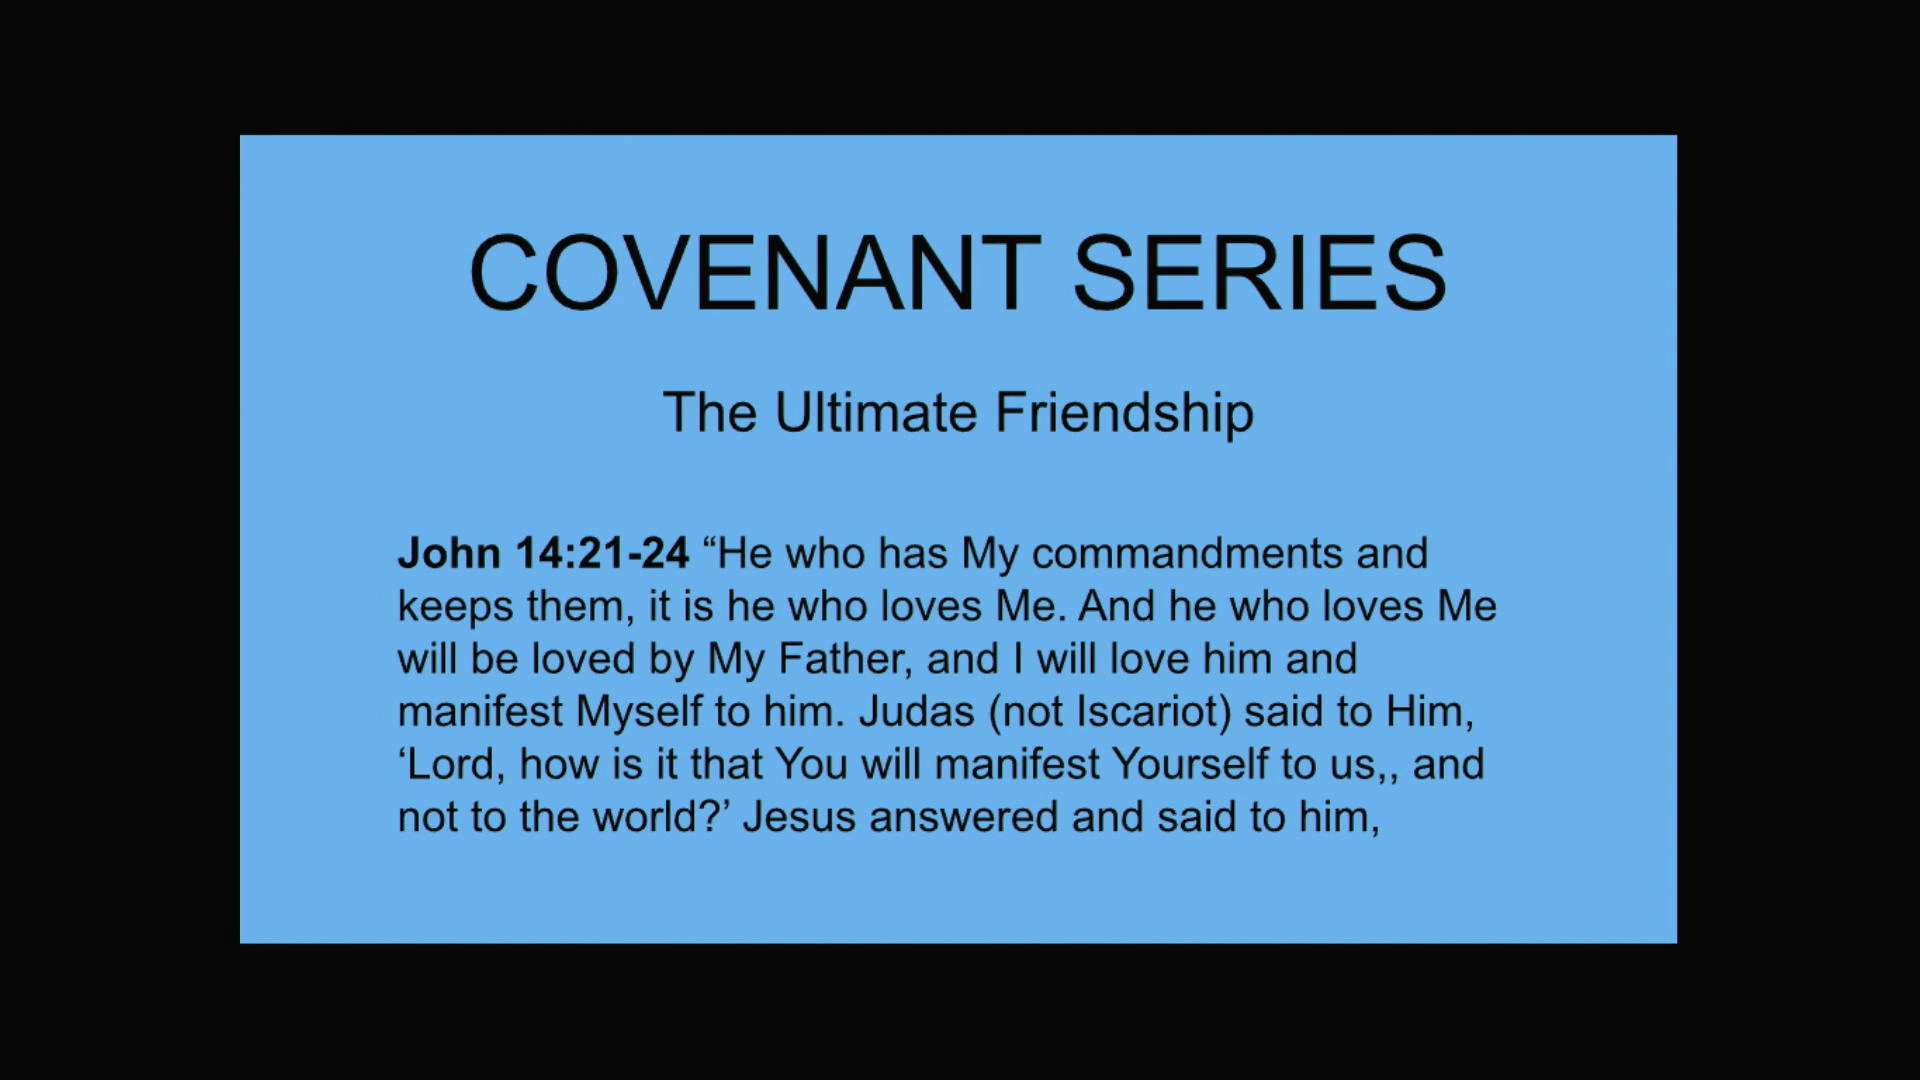 COVENANT SERIES
The Ultimate Friendship
John 14:21-24 “He who has My commandments and
keeps them, it is he who loves Me. And he who loves Me
will be loved by My Father, and I will love him and
manifest Myself to him. Judas (not Iscariot) said to Him,
‘Lord, how is it that You will manifest Yourself to us,, and
not to the world?’ Jesus answered and said to him,